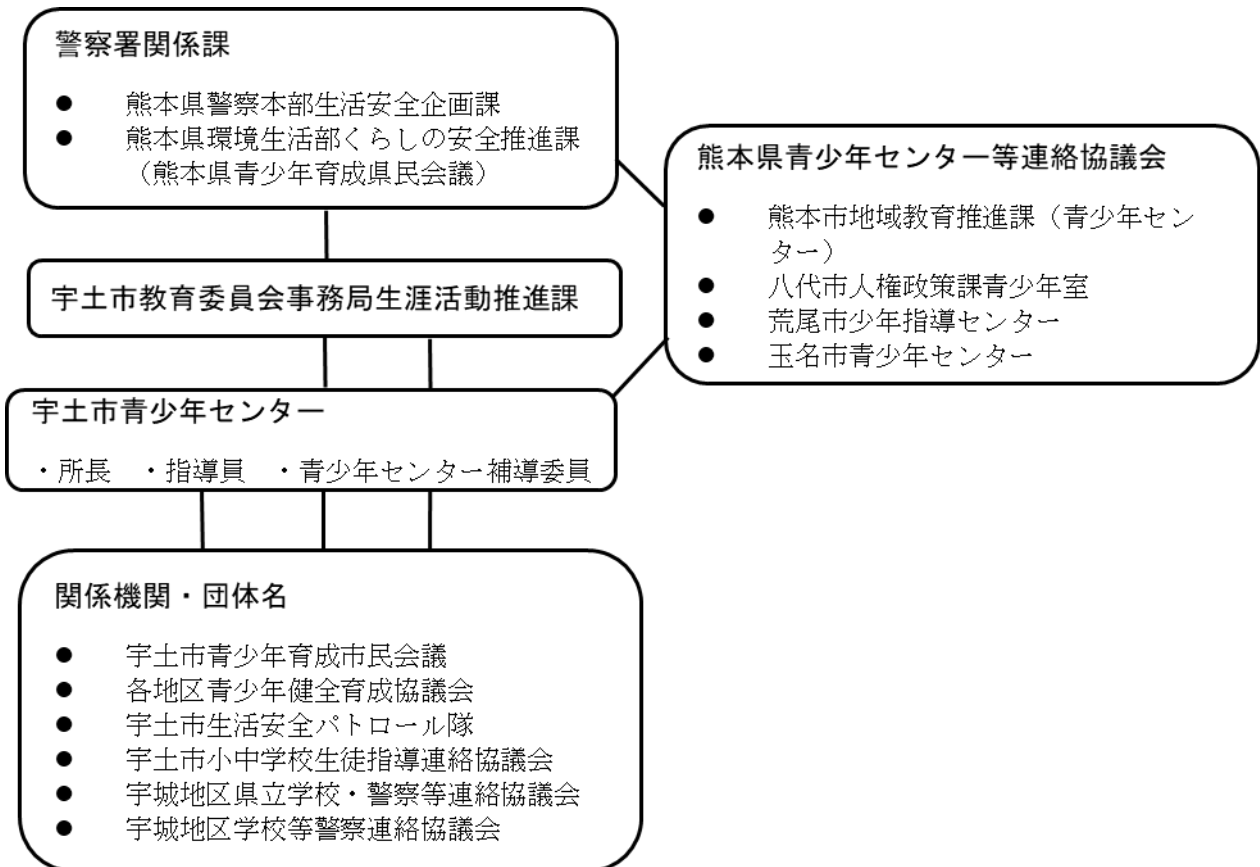 警察署関係課
● 熊本県警察本部生活安全企画課
● 熊本県環境生活部くらしの安全推進課
（熊本県青少年育成県民会議）
熊本県青少年センター等連絡協議会
● 熊本市地域教育推進課（青少年セン
ター）
● 八代市人権政策課青少年室
● 荒尾市少年指導センター
● 玉名市青少年センター
宇土市教育委員会事務局生涯活動推進課
宇土市青少年センター
・所長 ・指導員 ・青少年センター補導委員
関係機関・団体名
● 宇土市青少年育成市民会議
● 各地区青少年健全育成協議会
● 宇土市生活安全パトロール隊
● 宇土市小中学校生徒指導連絡協議会
● 宇城地区県立学校・警察等連絡協議会
● 宇城地区学校等警察連絡協議会